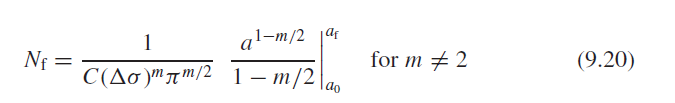 N_f = \frac{1}{C(\Delta\sigma)^m \pi^{m/2}} \left. \frac{a^{1-m/2}}{1 - m/2} \right|_{a_0}^{a_f} for m ≠ 2 (9.20)